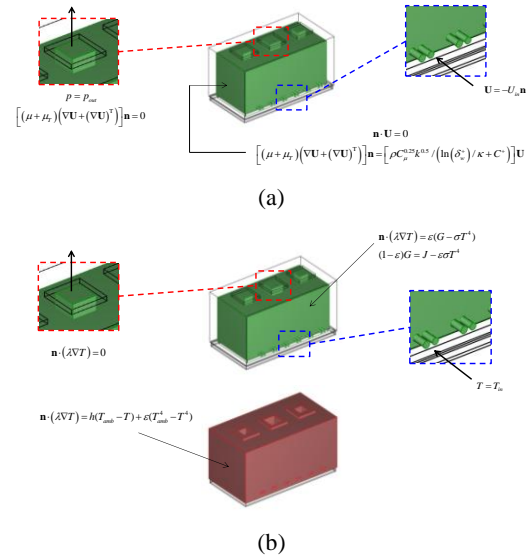 p = p_out
[(μ + μ_T)(∇U + (∇U)^T)]n = 0
U = −U_in n
n · U = 0
[(μ + μ_T)(∇U + (∇U)^T)]n = [ρC_μ^0.25 k^0.5 / (ln(δ_w^+) / κ + C^+)]U
(a)
n · (λ∇T) = ε(G − σT^4)
(1 − ε)G = J − εσT^4
n · (λ∇T) = 0
T = T_in
n · (λ∇T) = h(T_amb − T) + ε(T_amb^4 − T^4)
(b)